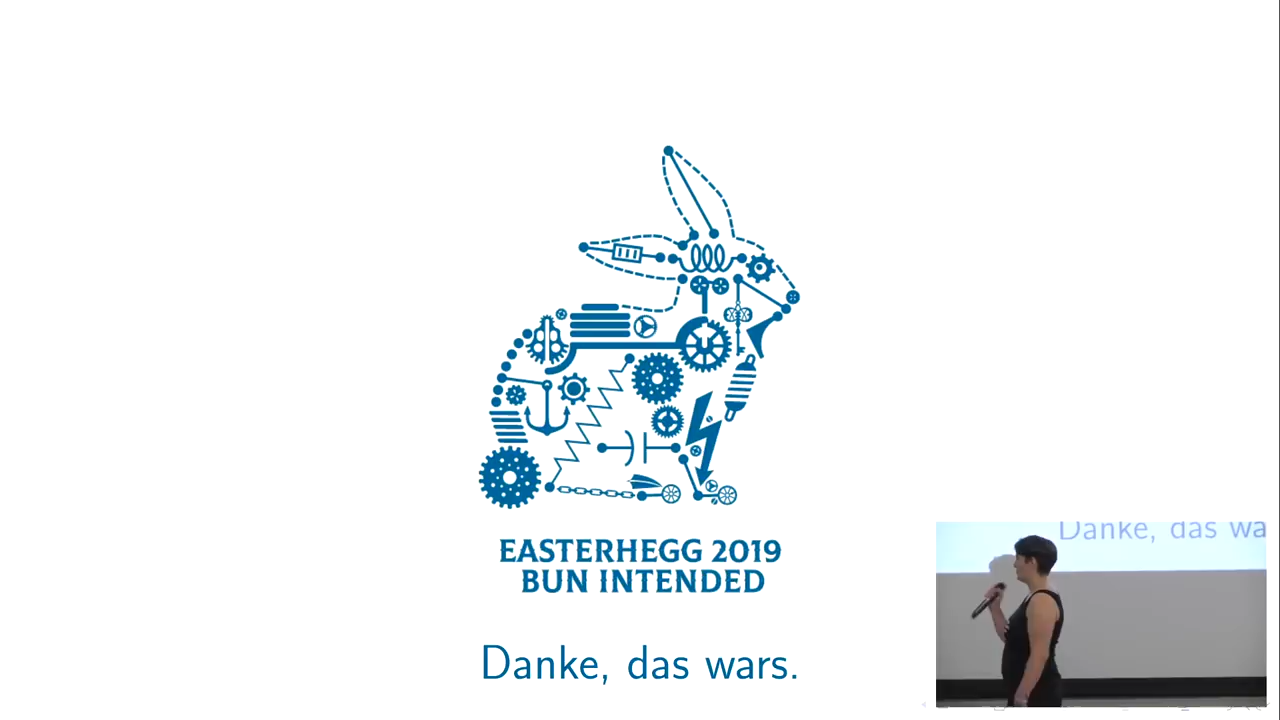 EASTERHEGG 2019
BUN INTENDED
Danke, das wars.
Danke, das wa